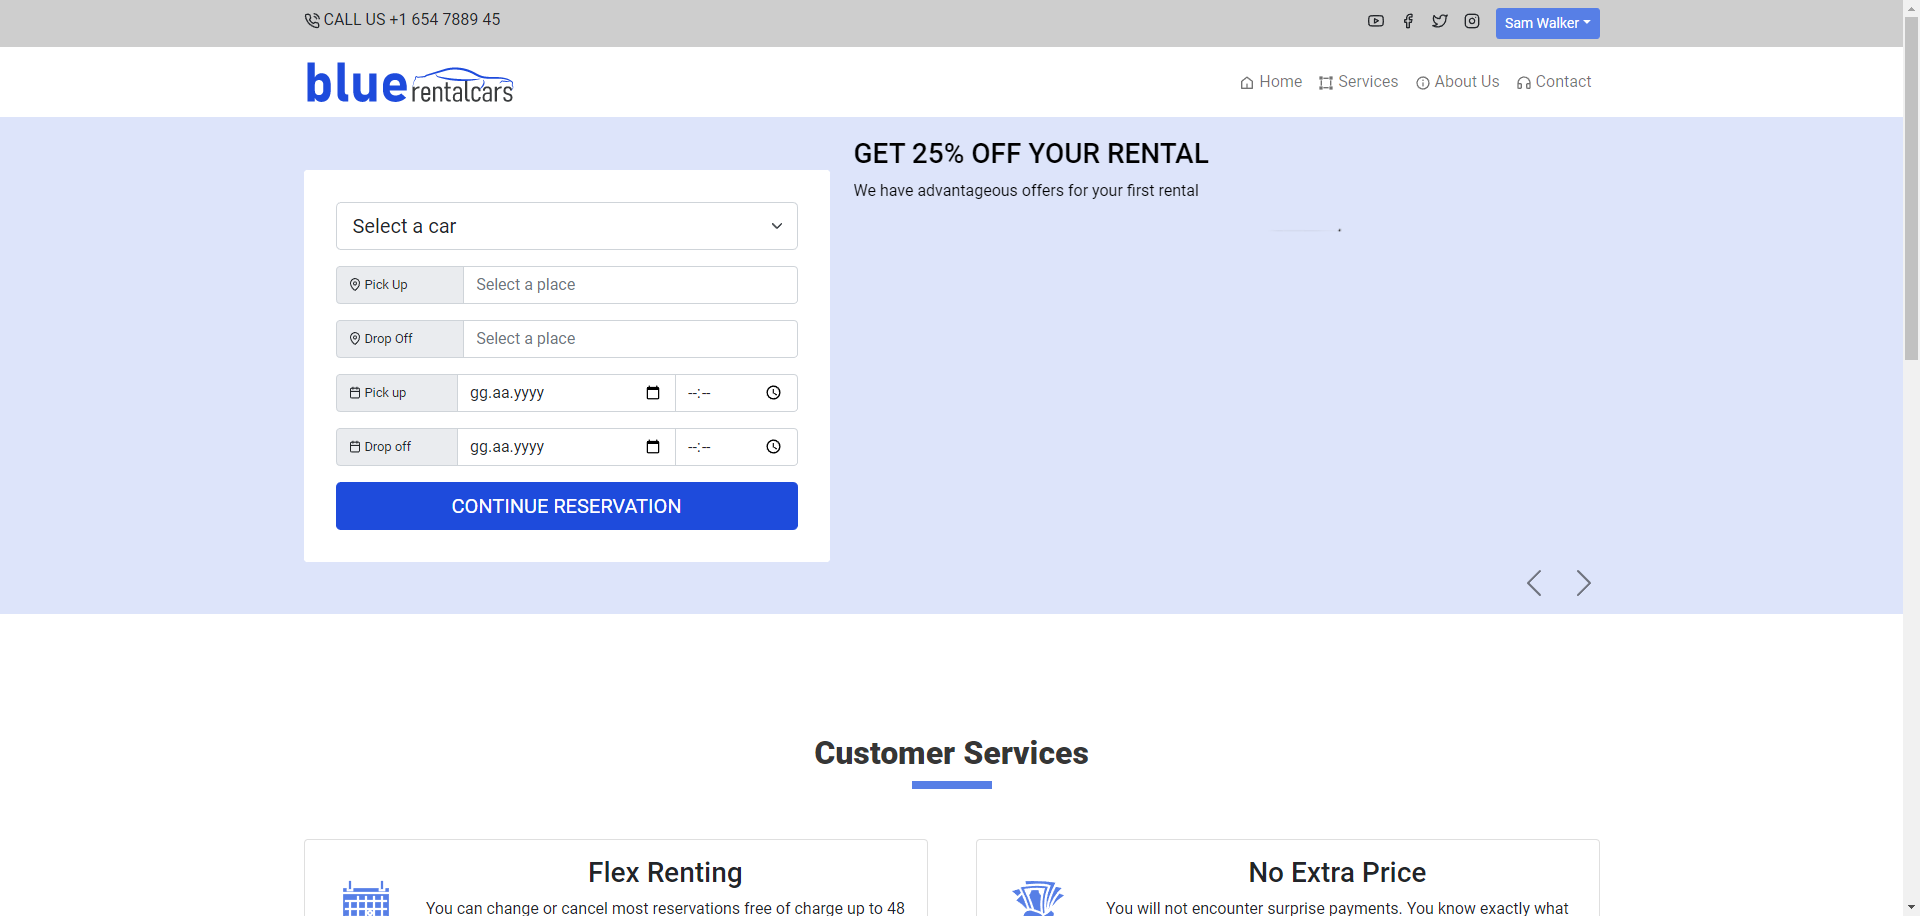 CALL US +1 654 7889 45
Sam Walker
blue rentalcars
Home Services About Us Contact
GET 25% OFF YOUR RENTAL
We have advantageous offers for your first rental
Select a car
Pick Up Select a place
Drop Off Select a place
Pick up gg.aa.yyyy --:--
Drop off gg.aa.yyyy --:--
CONTINUE RESERVATION
Customer Services
Flex Renting
You can change or cancel most reservations free of charge up to 48
No Extra Price
You will not encounter surprise payments. You know exactly what